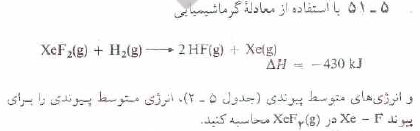 ۵ ـ ۵۱ با استفاده از معادلهٔ گرماشیمیایی
XeF₂(g) + H₂(g) ⟶ 2 HF(g) + Xe(g)
ΔH = −430 kJ
و انرژی‌های متوسط پیوندی (جدول ۵ ـ ۲)، انرژی متوسط پیوندی را برای
پیوند Xe − F در XeF₂(g) محاسبه کنید.